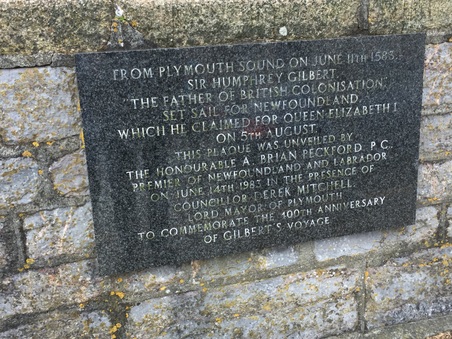 FROM PLYMOUTH SOUND ON JUNE 11TH 1583,
SIR HUMPHREY GILBERT
"THE FATHER OF BRITISH COLONISATION"
SET SAIL FOR NEWFOUNDLAND,
WHICH HE CLAIMED FOR QUEEN ELIZABETH I
ON 5TH AUGUST.
THIS PLAQUE WAS UNVEILED BY
THE HONOURABLE A. BRIAN PECKFORD P.C.
PREMIER OF NEWFOUNDLAND AND LABRADOR
ON JUNE 14TH 1983 IN THE PRESENCE OF
COUNCILLOR DEREK MITCHELL
LORD MAYOR OF PLYMOUTH
TO COMMEMORATE THE 400TH ANNIVERSARY
OF GILBERT'S VOYAGE